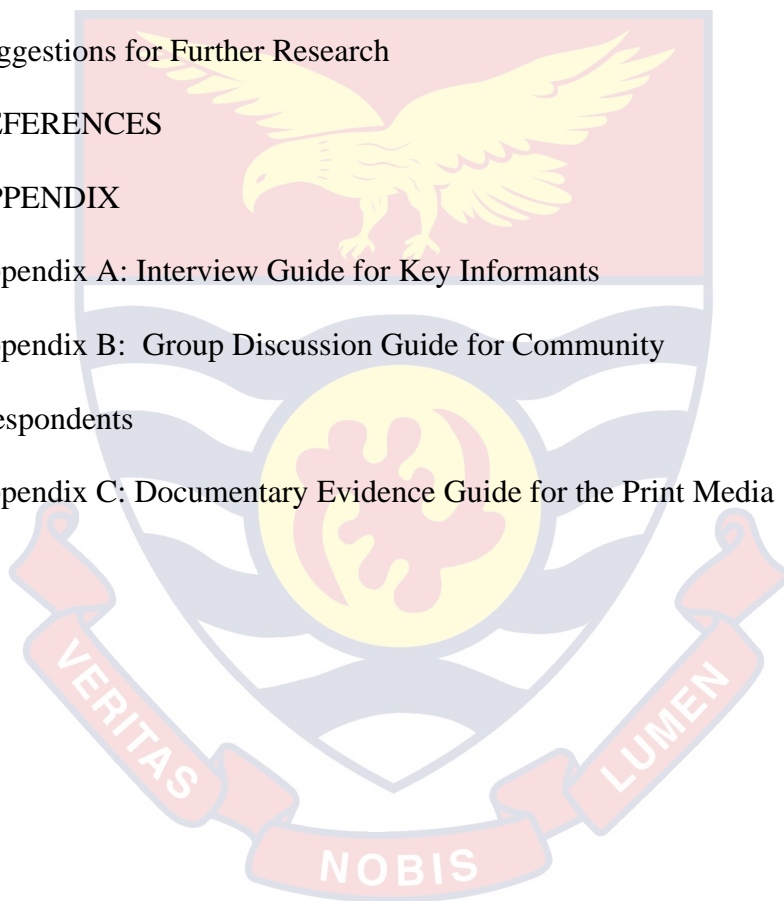 ggestions for Further Research
EFERENCES
PPENDIX
pendix A: Interview Guide for Key Informants
pendix B: Group Discussion Guide for Community
espondents
pendix C: Documentary Evidence Guide for the Print Media
VERITAS
NOBIS
LUMEN